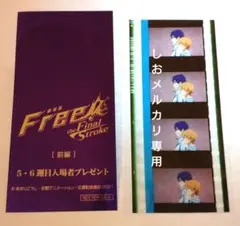 劇場版
Free!
the Final
Stroke
[ 前編 ]
5・6週目入場者プレゼント
しおメルカリ専用